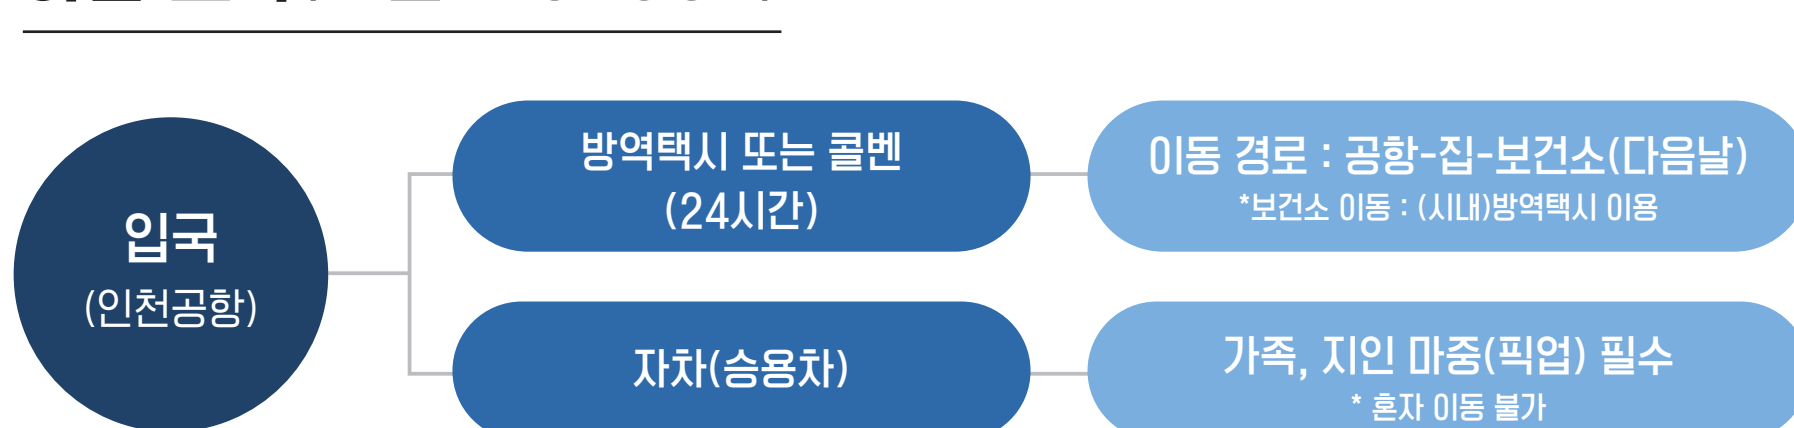 입국
(인천공항)
방역택시 또는 콜벤
(24시간)
이동 경로 : 공항-집-보건소(다음날)
*보건소 이동 : (시내)방역택시 이용
자차(승용차)
가족, 지인 마중(픽업) 필수
* 혼자 이동 불가